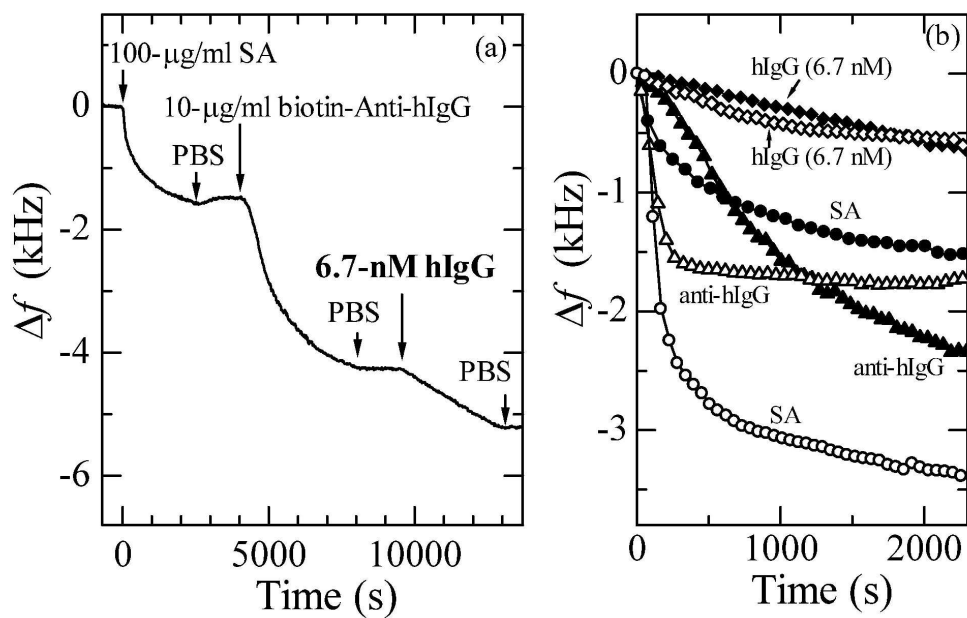 (a)
100-μg/ml SA
10-μg/ml biotin-Anti-hIgG
PBS
6.7-nM hIgG
PBS
PBS
0
-2
-4
-6
Δf (kHz)
0 5000 10000
Time (s)
(b)
hIgG (6.7 nM)
hIgG (6.7 nM)
SA
anti-hIgG
anti-hIgG
SA
0
-1
-2
-3
Δf (kHz)
0 1000 2000
Time (s)